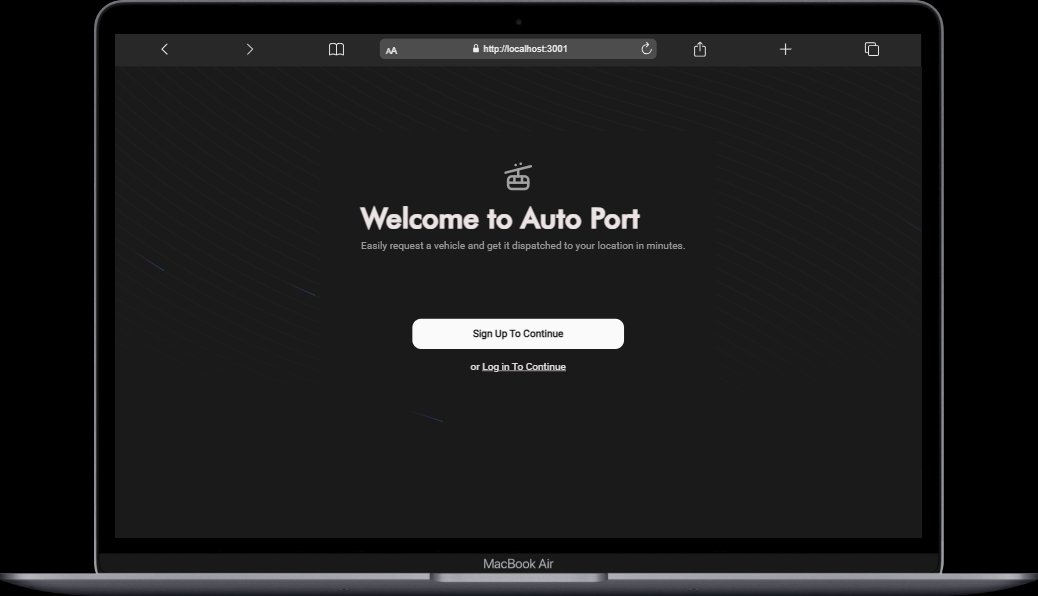 AA http://localhost:3001
Welcome to Auto Port
Easily request a vehicle and get it dispatched to your location in minutes.
Sign Up To Continue
or Log in To Continue
MacBook Air